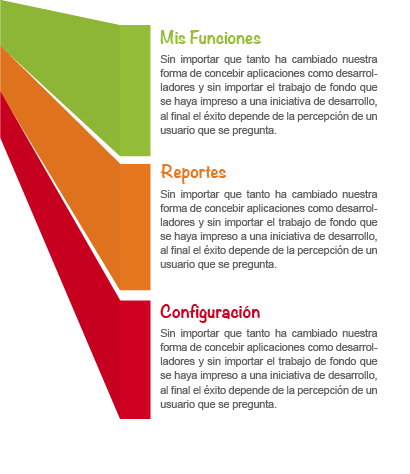 Mis Funciones
Sin importar que tanto ha cambiado nuestra
forma de concebir aplicaciones como desarrol-
ladores y sin importar el trabajo de fondo que
se haya impreso a una iniciativa de desarrollo,
al final el éxito depende de la percepción de un
usuario que se pregunta.
Reportes
Sin importar que tanto ha cambiado nuestra
forma de concebir aplicaciones como desarrol-
ladores y sin importar el trabajo de fondo que
se haya impreso a una iniciativa de desarrollo,
al final el éxito depende de la percepción de un
usuario que se pregunta.
Configuración
Sin importar que tanto ha cambiado nuestra
forma de concebir aplicaciones como desarrol-
ladores y sin importar el trabajo de fondo que
se haya impreso a una iniciativa de desarrollo,
al final el éxito depende de la percepción de un
usuario que se pregunta.